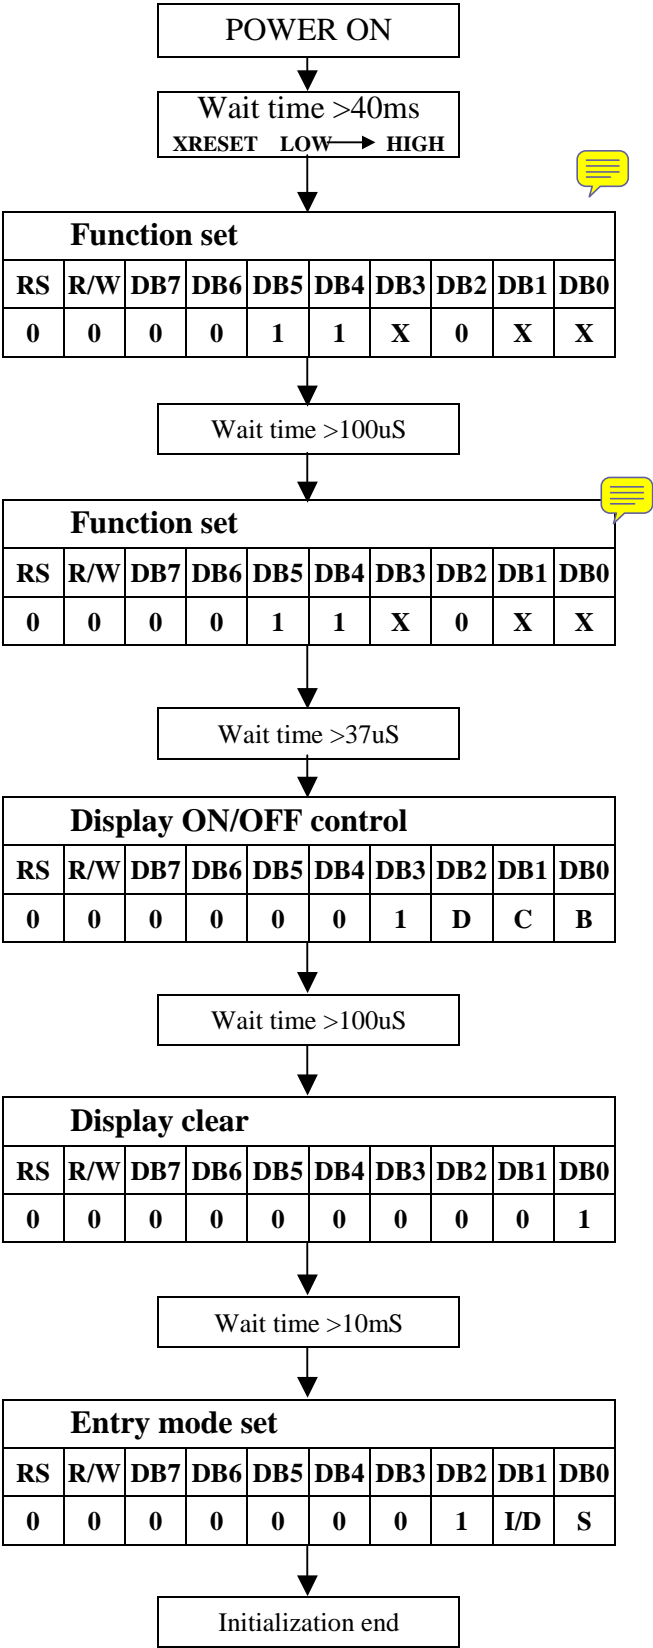 POWER ON
Wait time >40ms
XRESET LOW HIGH
Function set
RS R/W DB7 DB6 DB5 DB4 DB3 DB2 DB1 DB0
0 0 0 0 1 1 X 0 X X
Wait time >100uS
Function set
RS R/W DB7 DB6 DB5 DB4 DB3 DB2 DB1 DB0
0 0 0 0 1 1 X 0 X X
Wait time >37uS
Display ON/OFF control
RS R/W DB7 DB6 DB5 DB4 DB3 DB2 DB1 DB0
0 0 0 0 0 0 1 D C B
Wait time >100uS
Display clear
RS R/W DB7 DB6 DB5 DB4 DB3 DB2 DB1 DB0
0 0 0 0 0 0 0 0 0 1
Wait time >10mS
Entry mode set
RS R/W DB7 DB6 DB5 DB4 DB3 DB2 DB1 DB0
0 0 0 0 0 0 0 1 I/D S
Initialization end